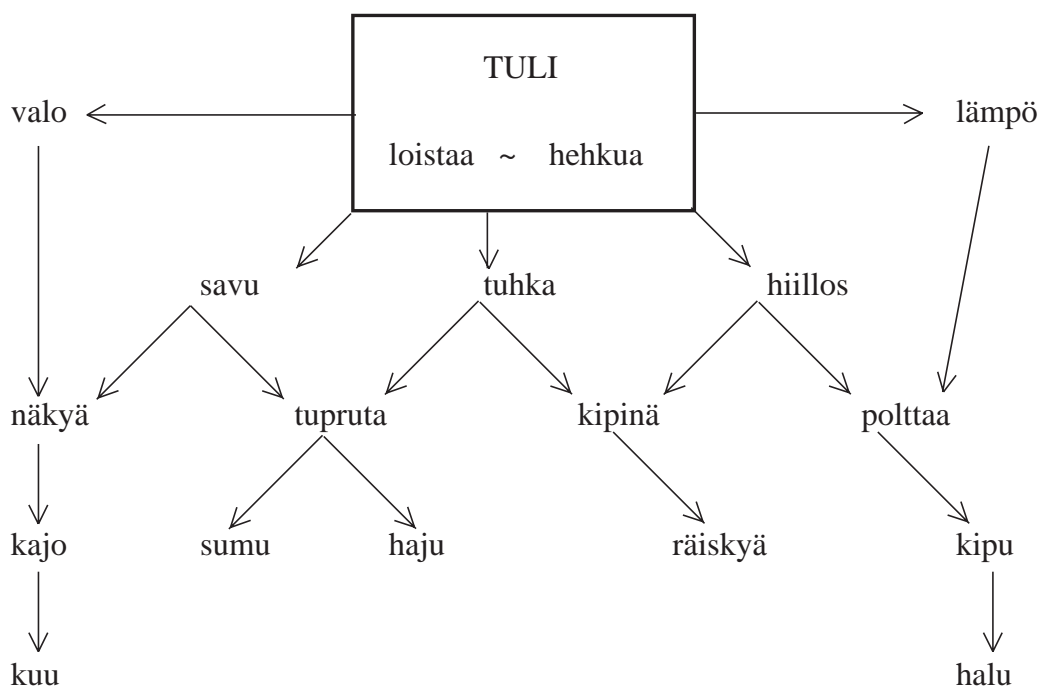 TULI
valo lämpö
loistaa ~ hehkua
savu tuhka hiillos
näkyä tupruta kipinä polttaa
kajo sumu haju räiskyä kipu
kuu halu